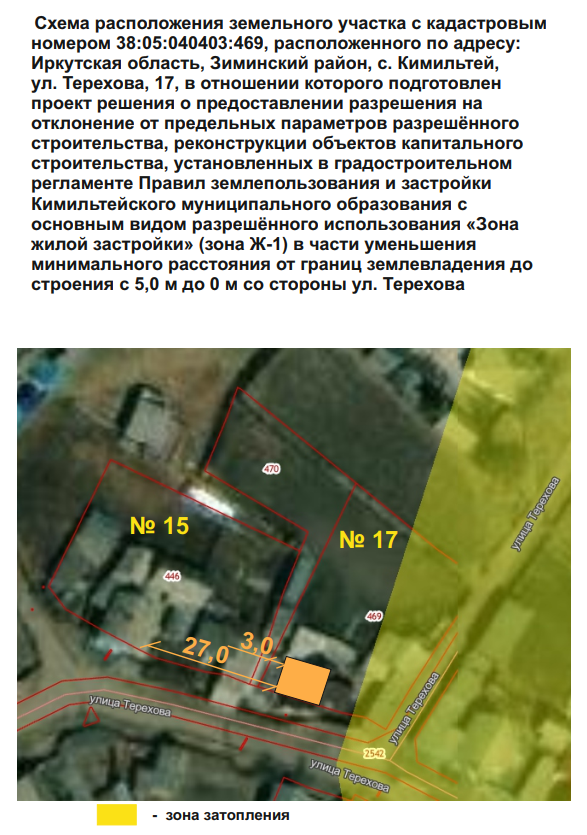 Схема расположения земельного участка с кадастровым
номером 38:05:040403:469, расположенного по адресу:
Иркутская область, Зиминский район, с. Кимильтей,
ул. Терехова, 17, в отношении которого подготовлен
проект решения о предоставлении разрешения на
отклонение от предельных параметров разрешённого
строительства, реконструкции объектов капитального
строительства, установленных в градостроительном
регламенте Правил землепользования и застройки
Кимильтейского муниципального образования с
основным видом разрешённого использования «Зона
жилой застройки» (зона Ж-1) в части уменьшения
минимального расстояния от границ землевладения до
строения с 5,0 м до 0 м со стороны ул. Терехова
470
улица Терехова
№ 15
№ 17
446
469
27,0
3,0
улица Терехова
улица Терехова
2542
улица Терехова
- зона затопления